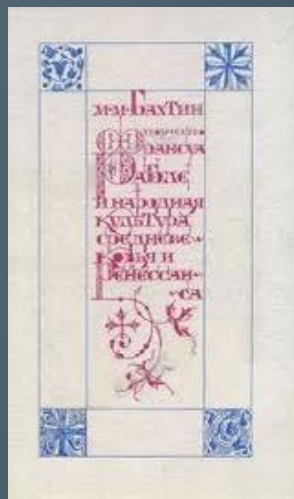 М·М·БАХТИН
ТВОРЧЕСТВО
ФРАНСУА
РАБЛЕ
И НАРОДНАЯ
КУЛЬТУРА
СРЕДНЕВЕ-
КОВЬЯ И
РЕНЕССАН-
СА